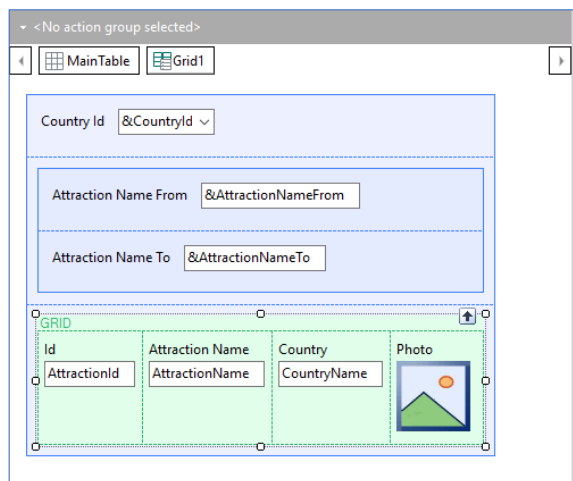 <No action group selected>
MainTable Grid1
Country Id &CountryId
Attraction Name From &AttractionNameFrom
Attraction Name To &AttractionNameTo
GRID
Id Attraction Name Country Photo
AttractionId AttractionName CountryName